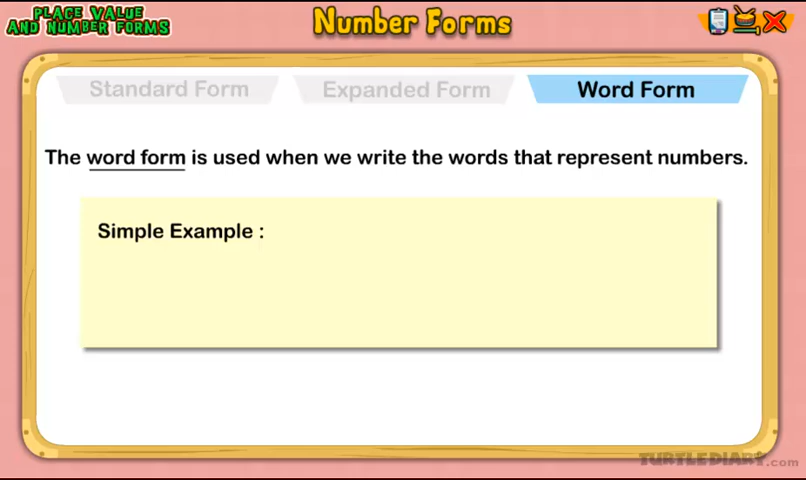 PLACE VALUE
AND NUMBER FORMS
Number Forms
Standard Form
Expanded Form
Word Form
The word form is used when we write the words that represent numbers.
Simple Example :
TURTLEDIARY.com